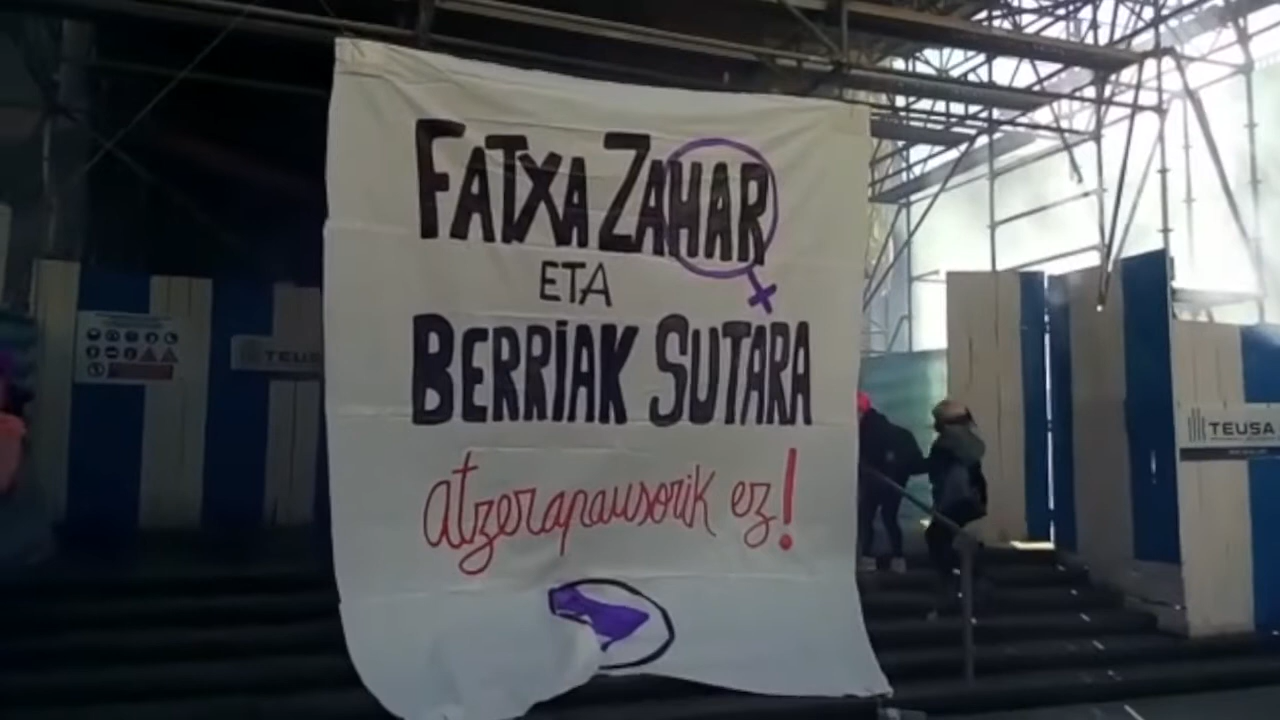 FATXA ZAHAR
ETA
BERRIAK SUTARA
atzerapausorik ez!
TEUSA
TEUSA